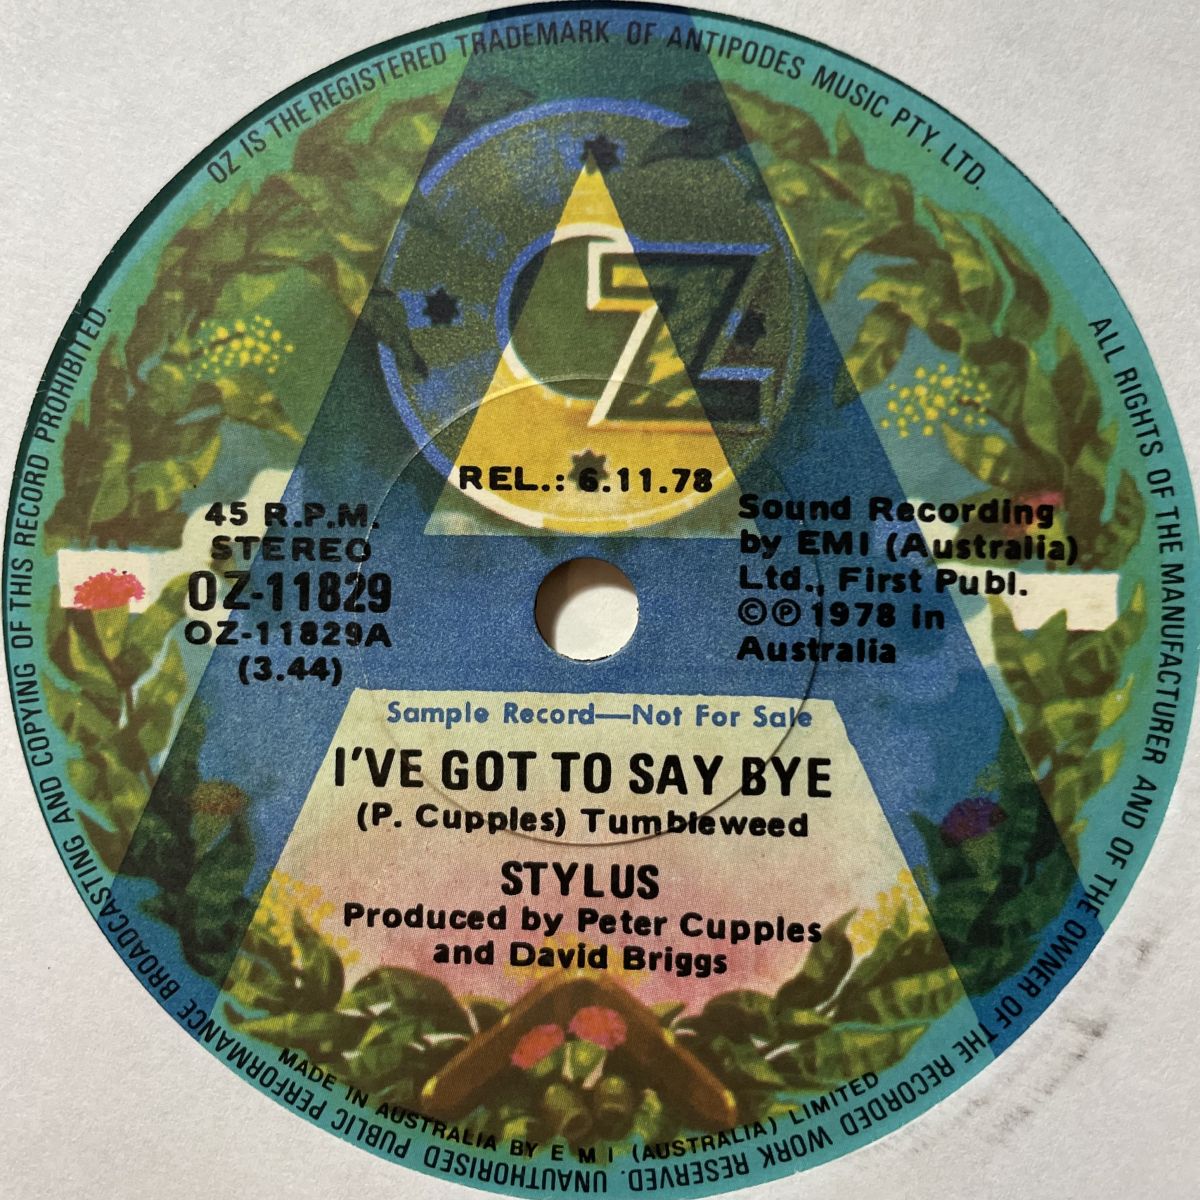 OZ IS THE REGISTERED TRADEMARK OF ANTIPODES MUSIC PTY. LTD.
OZ
REL.: 6.11.78
45 R.P.M.
STEREO
OZ-11829
OZ-11829A
(3.44)
Sound Recording
by EMI (Australia)
Ltd., First Publ.
©℗ 1978 in
Australia
Sample Record—Not For Sale
I'VE GOT TO SAY BYE
(P. Cupples) Tumbleweed
STYLUS
Produced by Peter Cupples
and David Briggs
MADE IN AUSTRALIA BY E M I (AUSTRALIA) LIMITED
ALL RIGHTS OF THE MANUFACTURER AND OF THE OWNER OF THE RECORDED WORK RESERVED. UNAUTHORISED PUBLIC PERFORMANCE BROADCASTING AND COPYING OF THIS RECORD PROHIBITED.